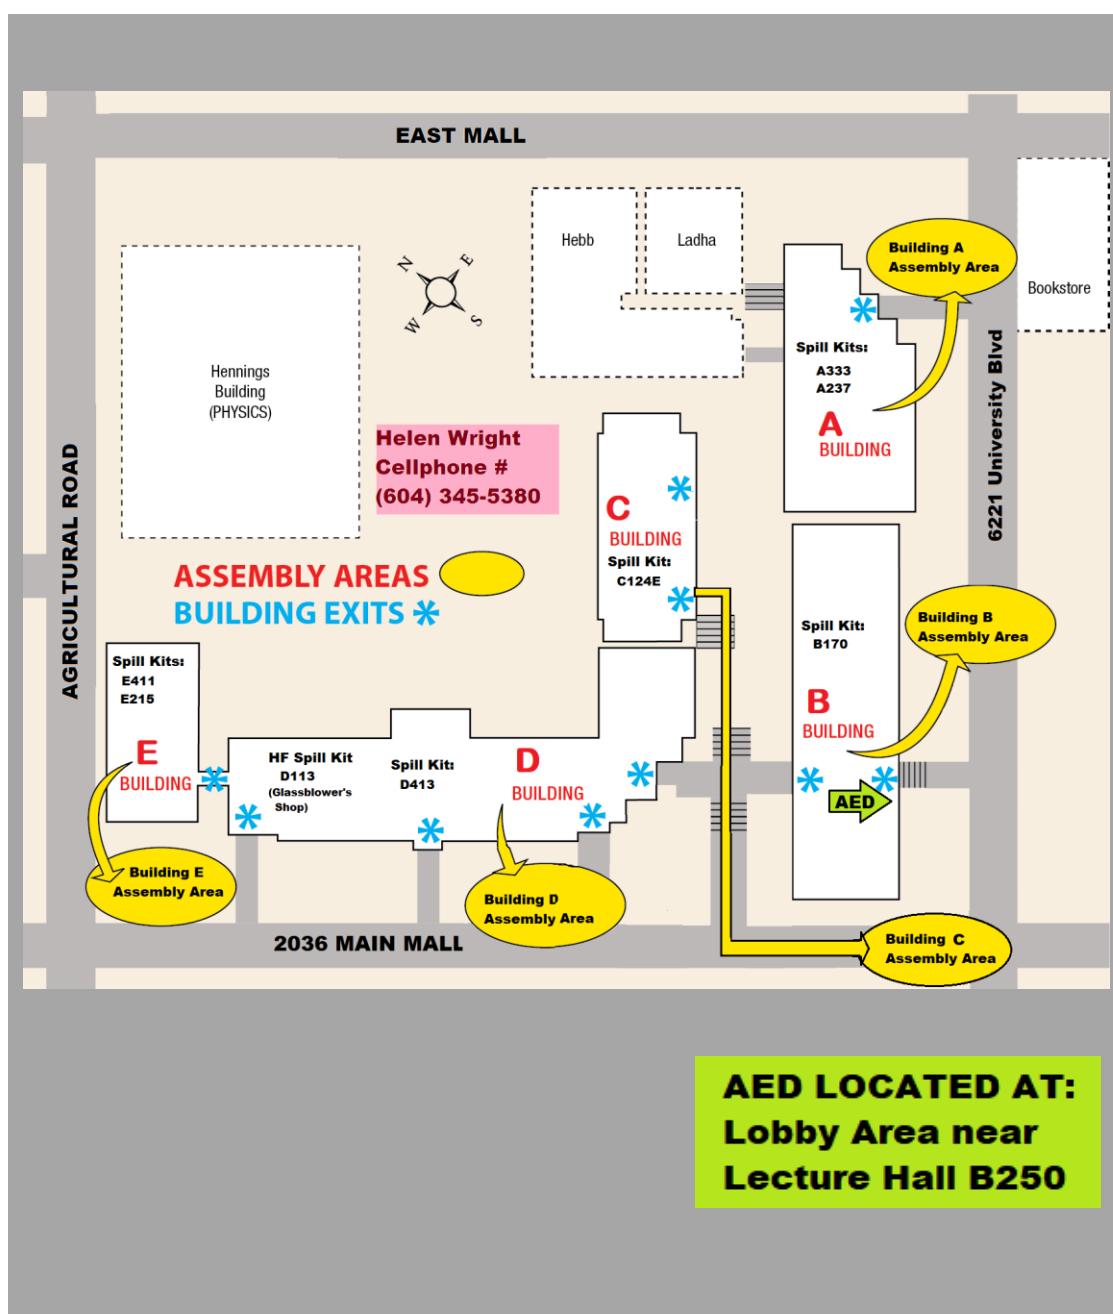 EAST MALL
Hebb
Ladha
Building A
Assembly Area
Bookstore
N
E
W
S
Hennings
Building
(PHYSICS)
Spill Kits:
A333
A237
A
BUILDING
6221 University Blvd
Helen Wright
Cellphone #
(604) 345-5380
AGRICULTURAL ROAD
C
BUILDING
Spill Kit:
C124E
ASSEMBLY AREAS
BUILDING EXITS
Building B
Assembly Area
Spill Kit:
B170
B
BUILDING
AED
Spill Kits:
E411
E215
E
BUILDING
HF Spill Kit
D113
(Glassblower's
Shop)
Spill Kit:
D413
D
BUILDING
Building E
Assembly Area
Building D
Assembly Area
2036 MAIN MALL
Building C
Assembly Area
AED LOCATED AT:
Lobby Area near
Lecture Hall B250